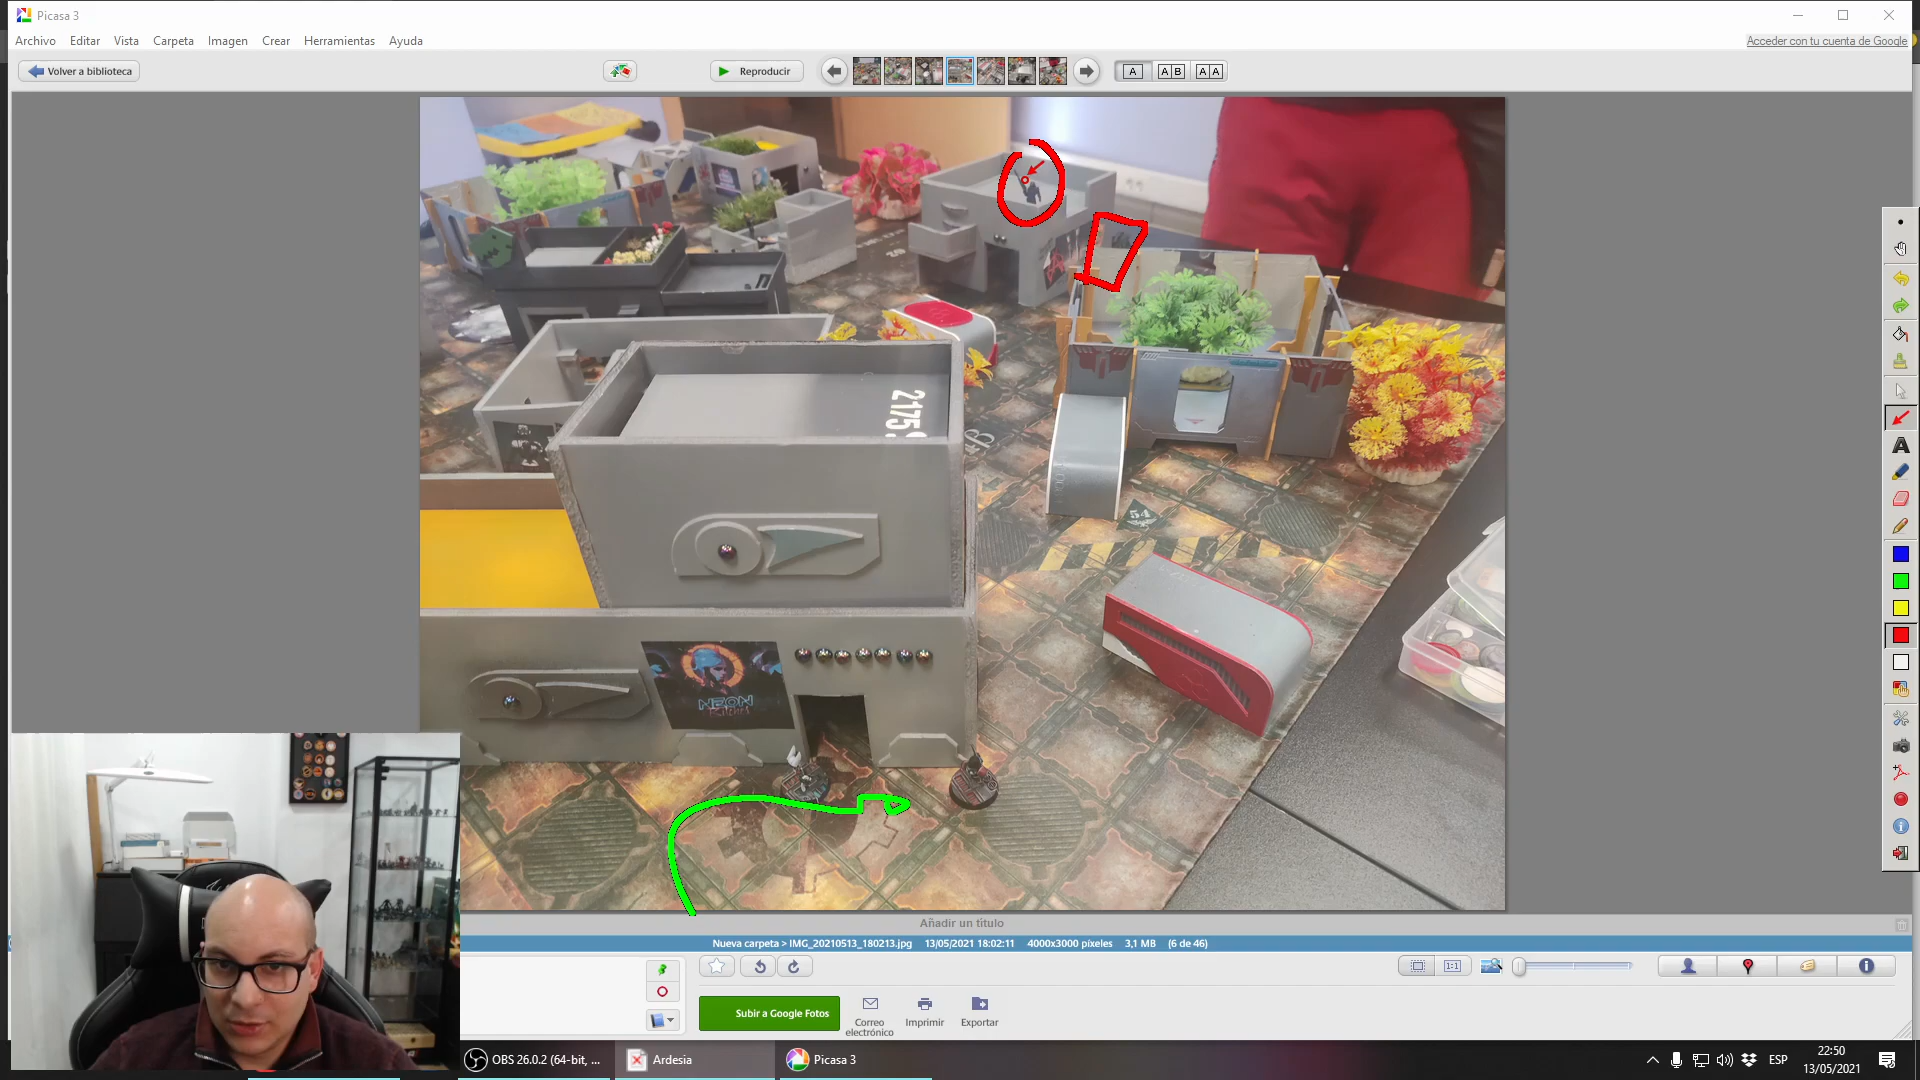 Picasa 3
Archivo Editar Vista Carpeta Imagen Crear Herramientas Ayuda
Acceder con tu cuenta de Google
Volver a biblioteca
Reproducir
A
A B
A A
2175
54
NEON
Añadir un título
Nueva carpeta > IMG_20210513_180213.jpg 13/05/2021 18:02:11 4000x3000 píxeles 3,1 MB (6 de 46)
1:1
Subir a Google Fotos
Correo electrónico
Imprimir
Exportar
OBS 26.0.2 (64-bit, ...
Ardesia
Picasa 3
ESP
22:50
13/05/2021